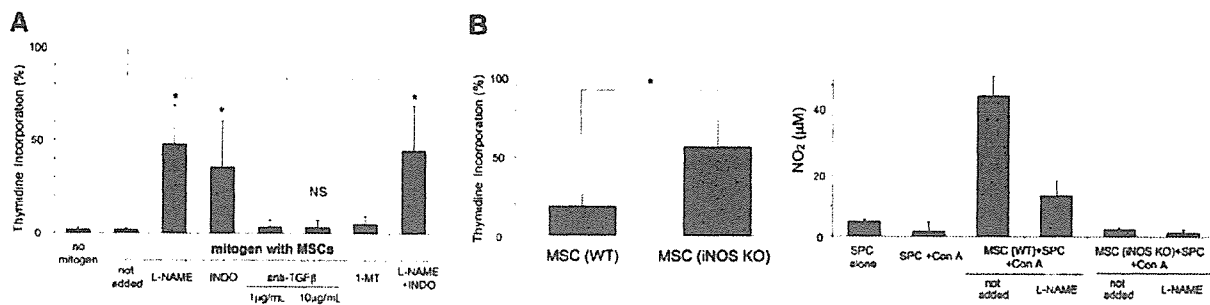 A
Thymidine Incorporation (%)
100
50
0
*
*
*
NS
no mitogen
not added
mitogen with MSCs
L-NAME
INDO
anti-TGFβ
1µg/mL
10µg/mL
1-MT
L-NAME +INDO
B
Thymidine Incorporation (%)
100
50
0
*
MSC (WT)
MSC (iNOS KO)
NO₂ (µM)
40
20
0
SPC alone
SPC +Con A
MSC (WT)+SPC +Con A
not added
L-NAME
MSC (iNOS KO)+SPC +Con A
not added
L-NAME